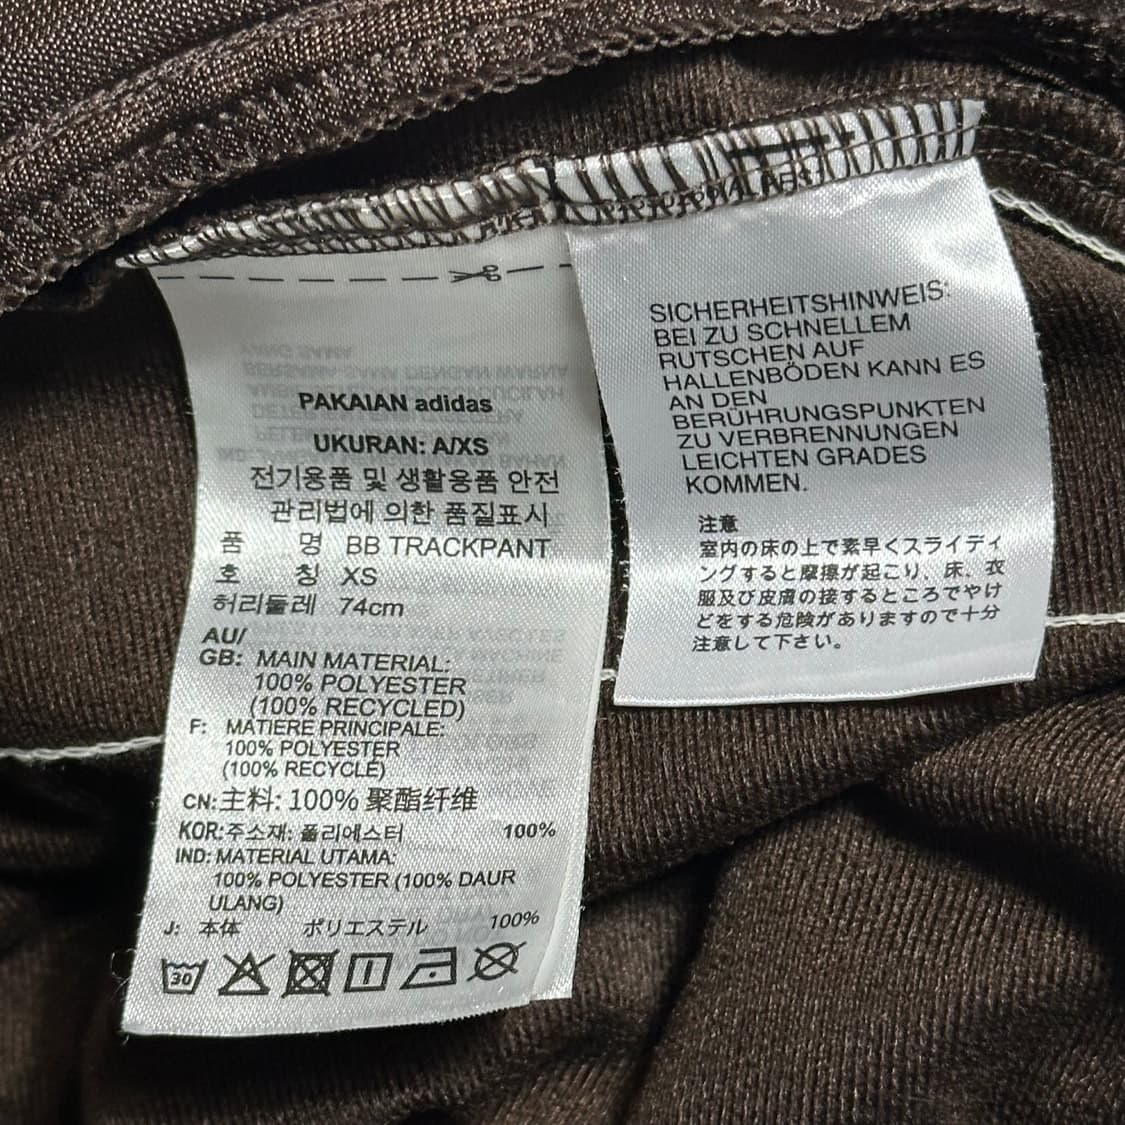 PAKAIAN adidas
UKURAN: A/XS
전기용품 및 생활용품 안전
관리법에 의한 품질표시
품 명 BB TRACKPANT
호 칭 XS
허리둘레 74cm
AU/
GB: MAIN MATERIAL:
100% POLYESTER
(100% RECYCLED)
F: MATIERE PRINCIPALE:
100% POLYESTER
(100% RECYCLÉ)
CN:主料: 100% 聚酯纤维
KOR:주소재: 폴리에스터 100%
IND: MATERIAL UTAMA:
100% POLYESTER (100% DAUR
ULANG)
J: 本体 ポリエステル 100%
30
SICHERHEITSHINWEIS:
BEI ZU SCHNELLEM
RUTSCHEN AUF
HALLENBÖDEN KANN ES
AN DEN
BERÜHRUNGSPUNKTEN
ZU VERBRENNUNGEN
LEICHTEN GRADES
KOMMEN.
注意
室内の床の上で素早くスライディ
ングすると摩擦が起こり、床、衣
服及び皮膚の接するところでやけ
どをする危険がありますので十分
注意して下さい。